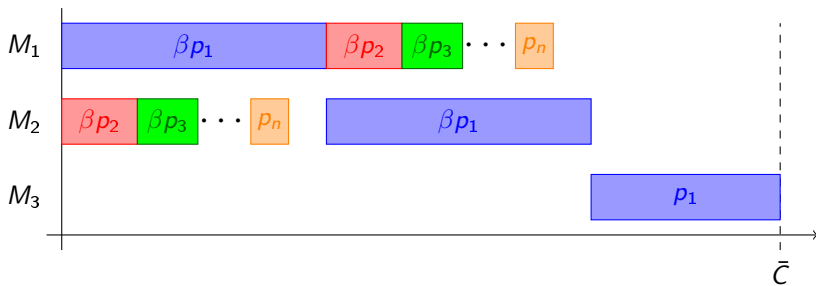 M₁ βp₁ βp₂ βp₃ ··· pₙ
M₂ βp₂ βp₃ ··· pₙ βp₁
M₃ p₁
C̄